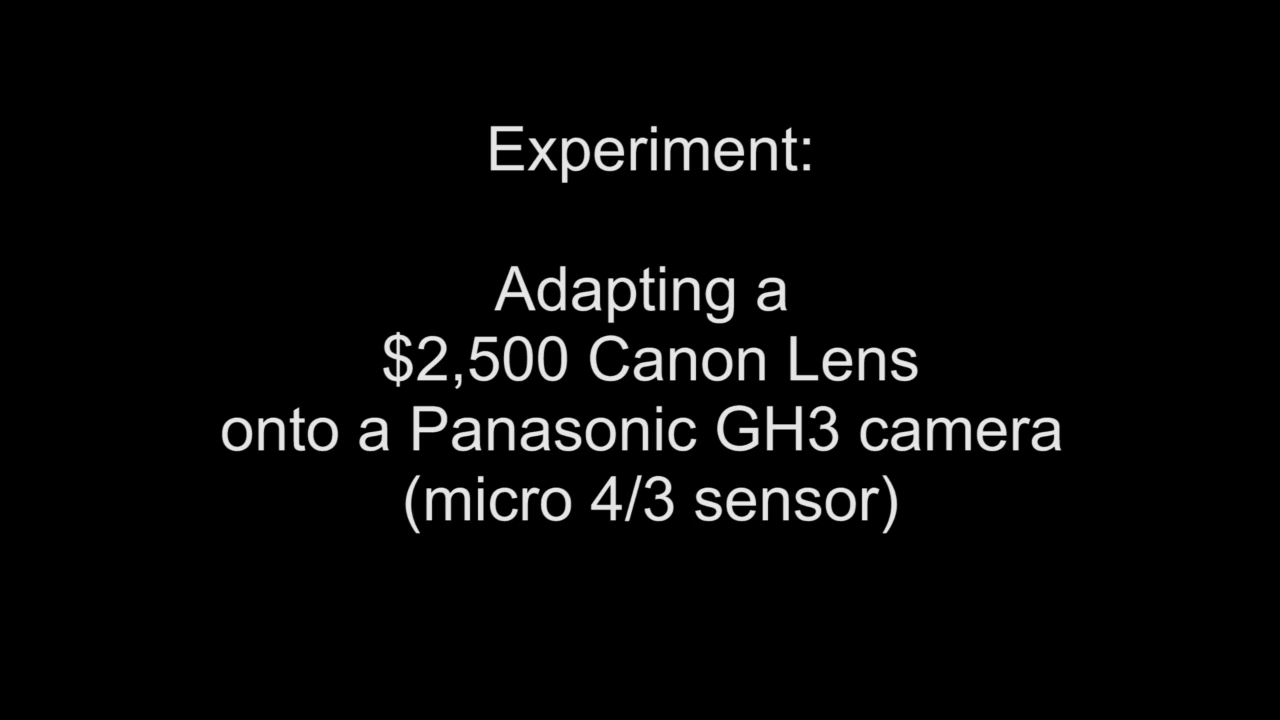 Experiment:
Adapting a
$2,500 Canon Lens
onto a Panasonic GH3 camera
(micro 4/3 sensor)